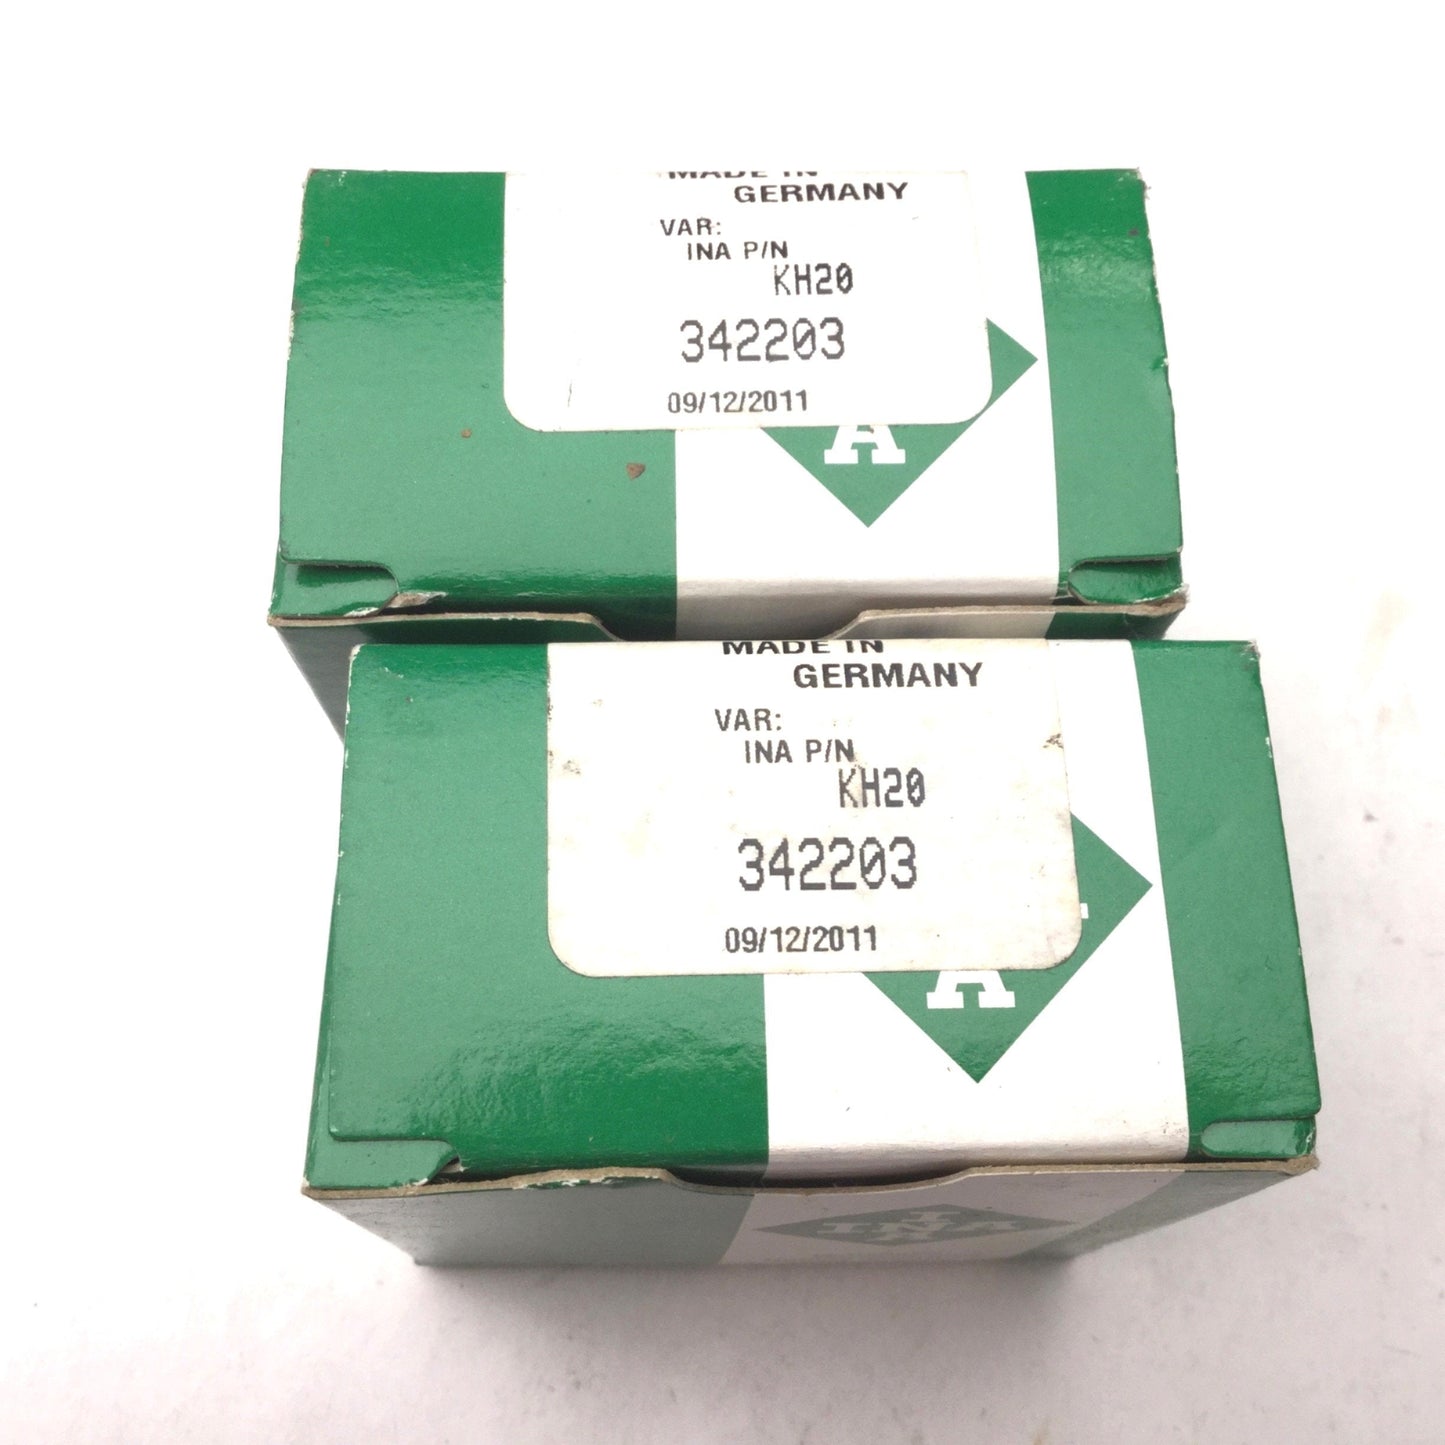 MADE IN
GERMANY
VAR:
INA P/N
KH20
342203
09/12/2011
A
MADE IN
GERMANY
VAR:
INA P/N
KH20
342203
09/12/2011
A
INA